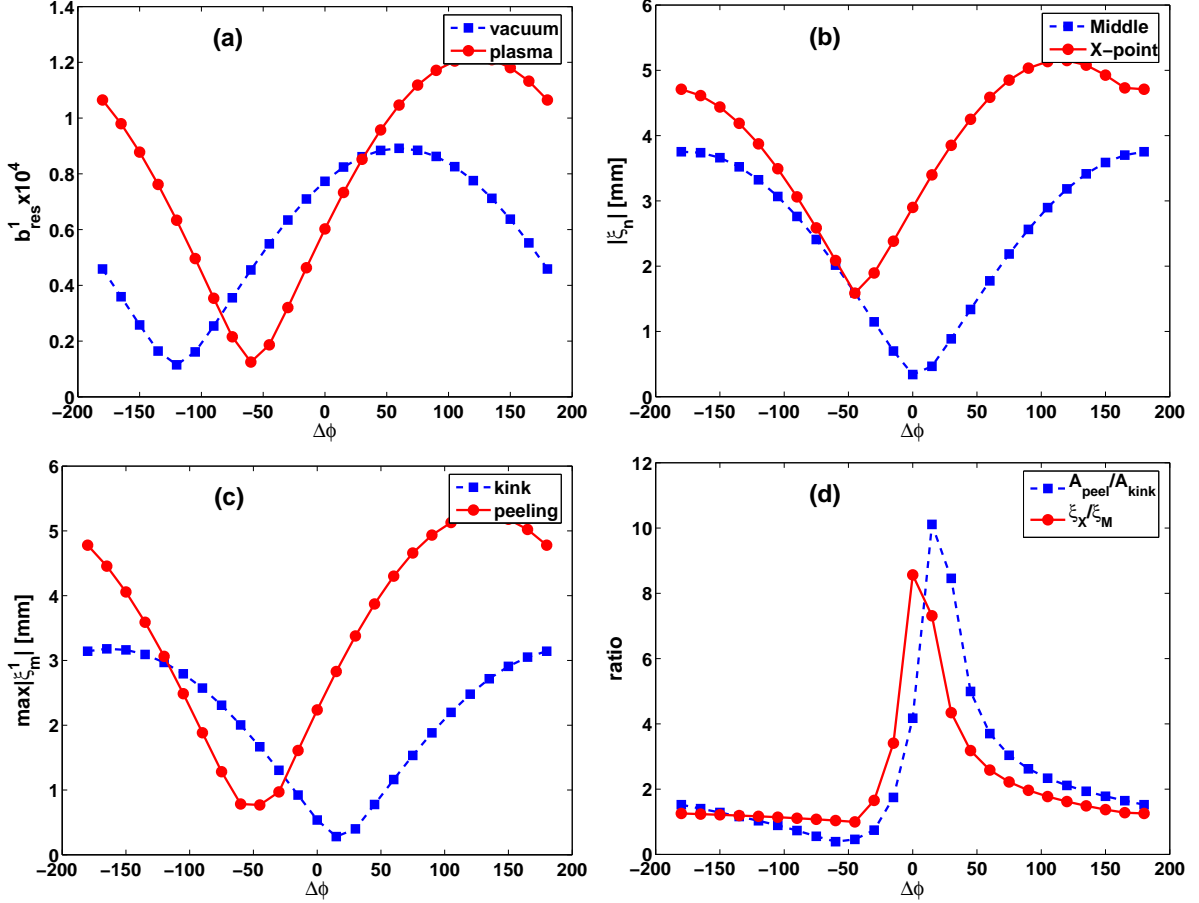 (a)
vacuum
plasma
b¹res x10⁴
1.4
1.2
1
0.8
0.6
0.4
0.2
0
−200 −150 −100 −50 0 50 100 150 200
Δϕ
(b)
Middle
X−point
|ξn| [mm]
6
5
4
3
2
1
0
−200 −150 −100 −50 0 50 100 150 200
Δϕ
(c)
kink
peeling
max|ξ¹m| [mm]
6
5
4
3
2
1
0
−200 −150 −100 −50 0 50 100 150 200
Δϕ
(d)
Apeel/Akink
ξX/ξM
ratio
12
10
8
6
4
2
0
−200 −150 −100 −50 0 50 100 150 200
Δϕ